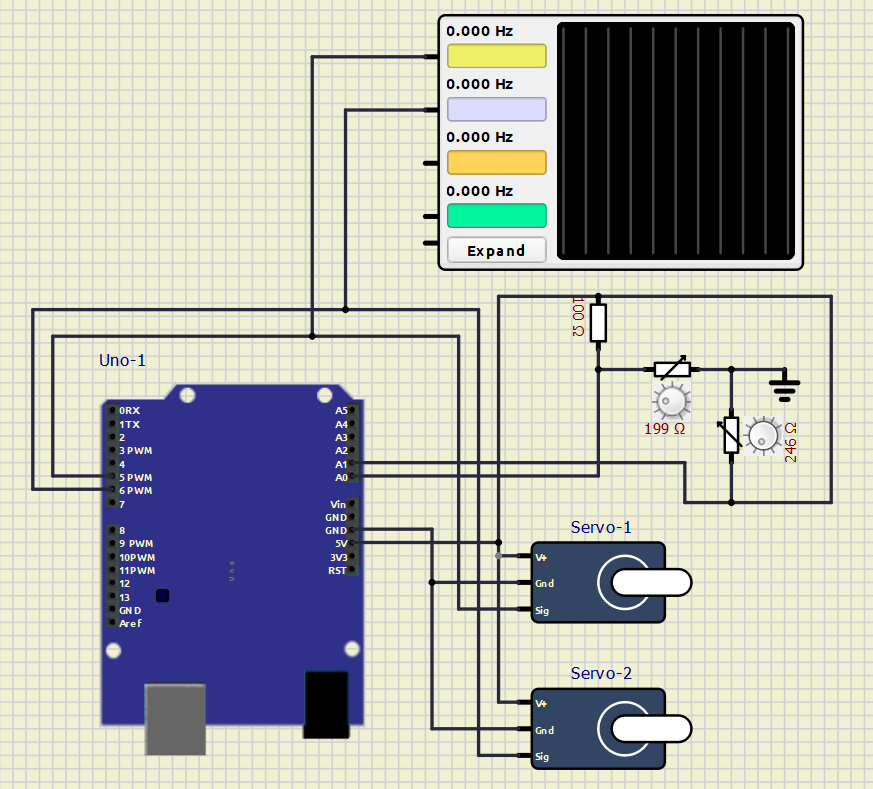 0.000 Hz
0.000 Hz
0.000 Hz
0.000 Hz
Expand
100 Ω
199 Ω
246 Ω
Uno-1
0RX
1TX
2
3 PWM
4
5 PWM
6 PWM
7
8
9 PWM
10PWM
11PWM
12
13
GND
Aref
A5
A4
A3
A2
A1
A0
Vin
GND
GND
5V
3V3
RST
Uno
Servo-1
V+
Gnd
Sig
Servo-2
V+
Gnd
Sig